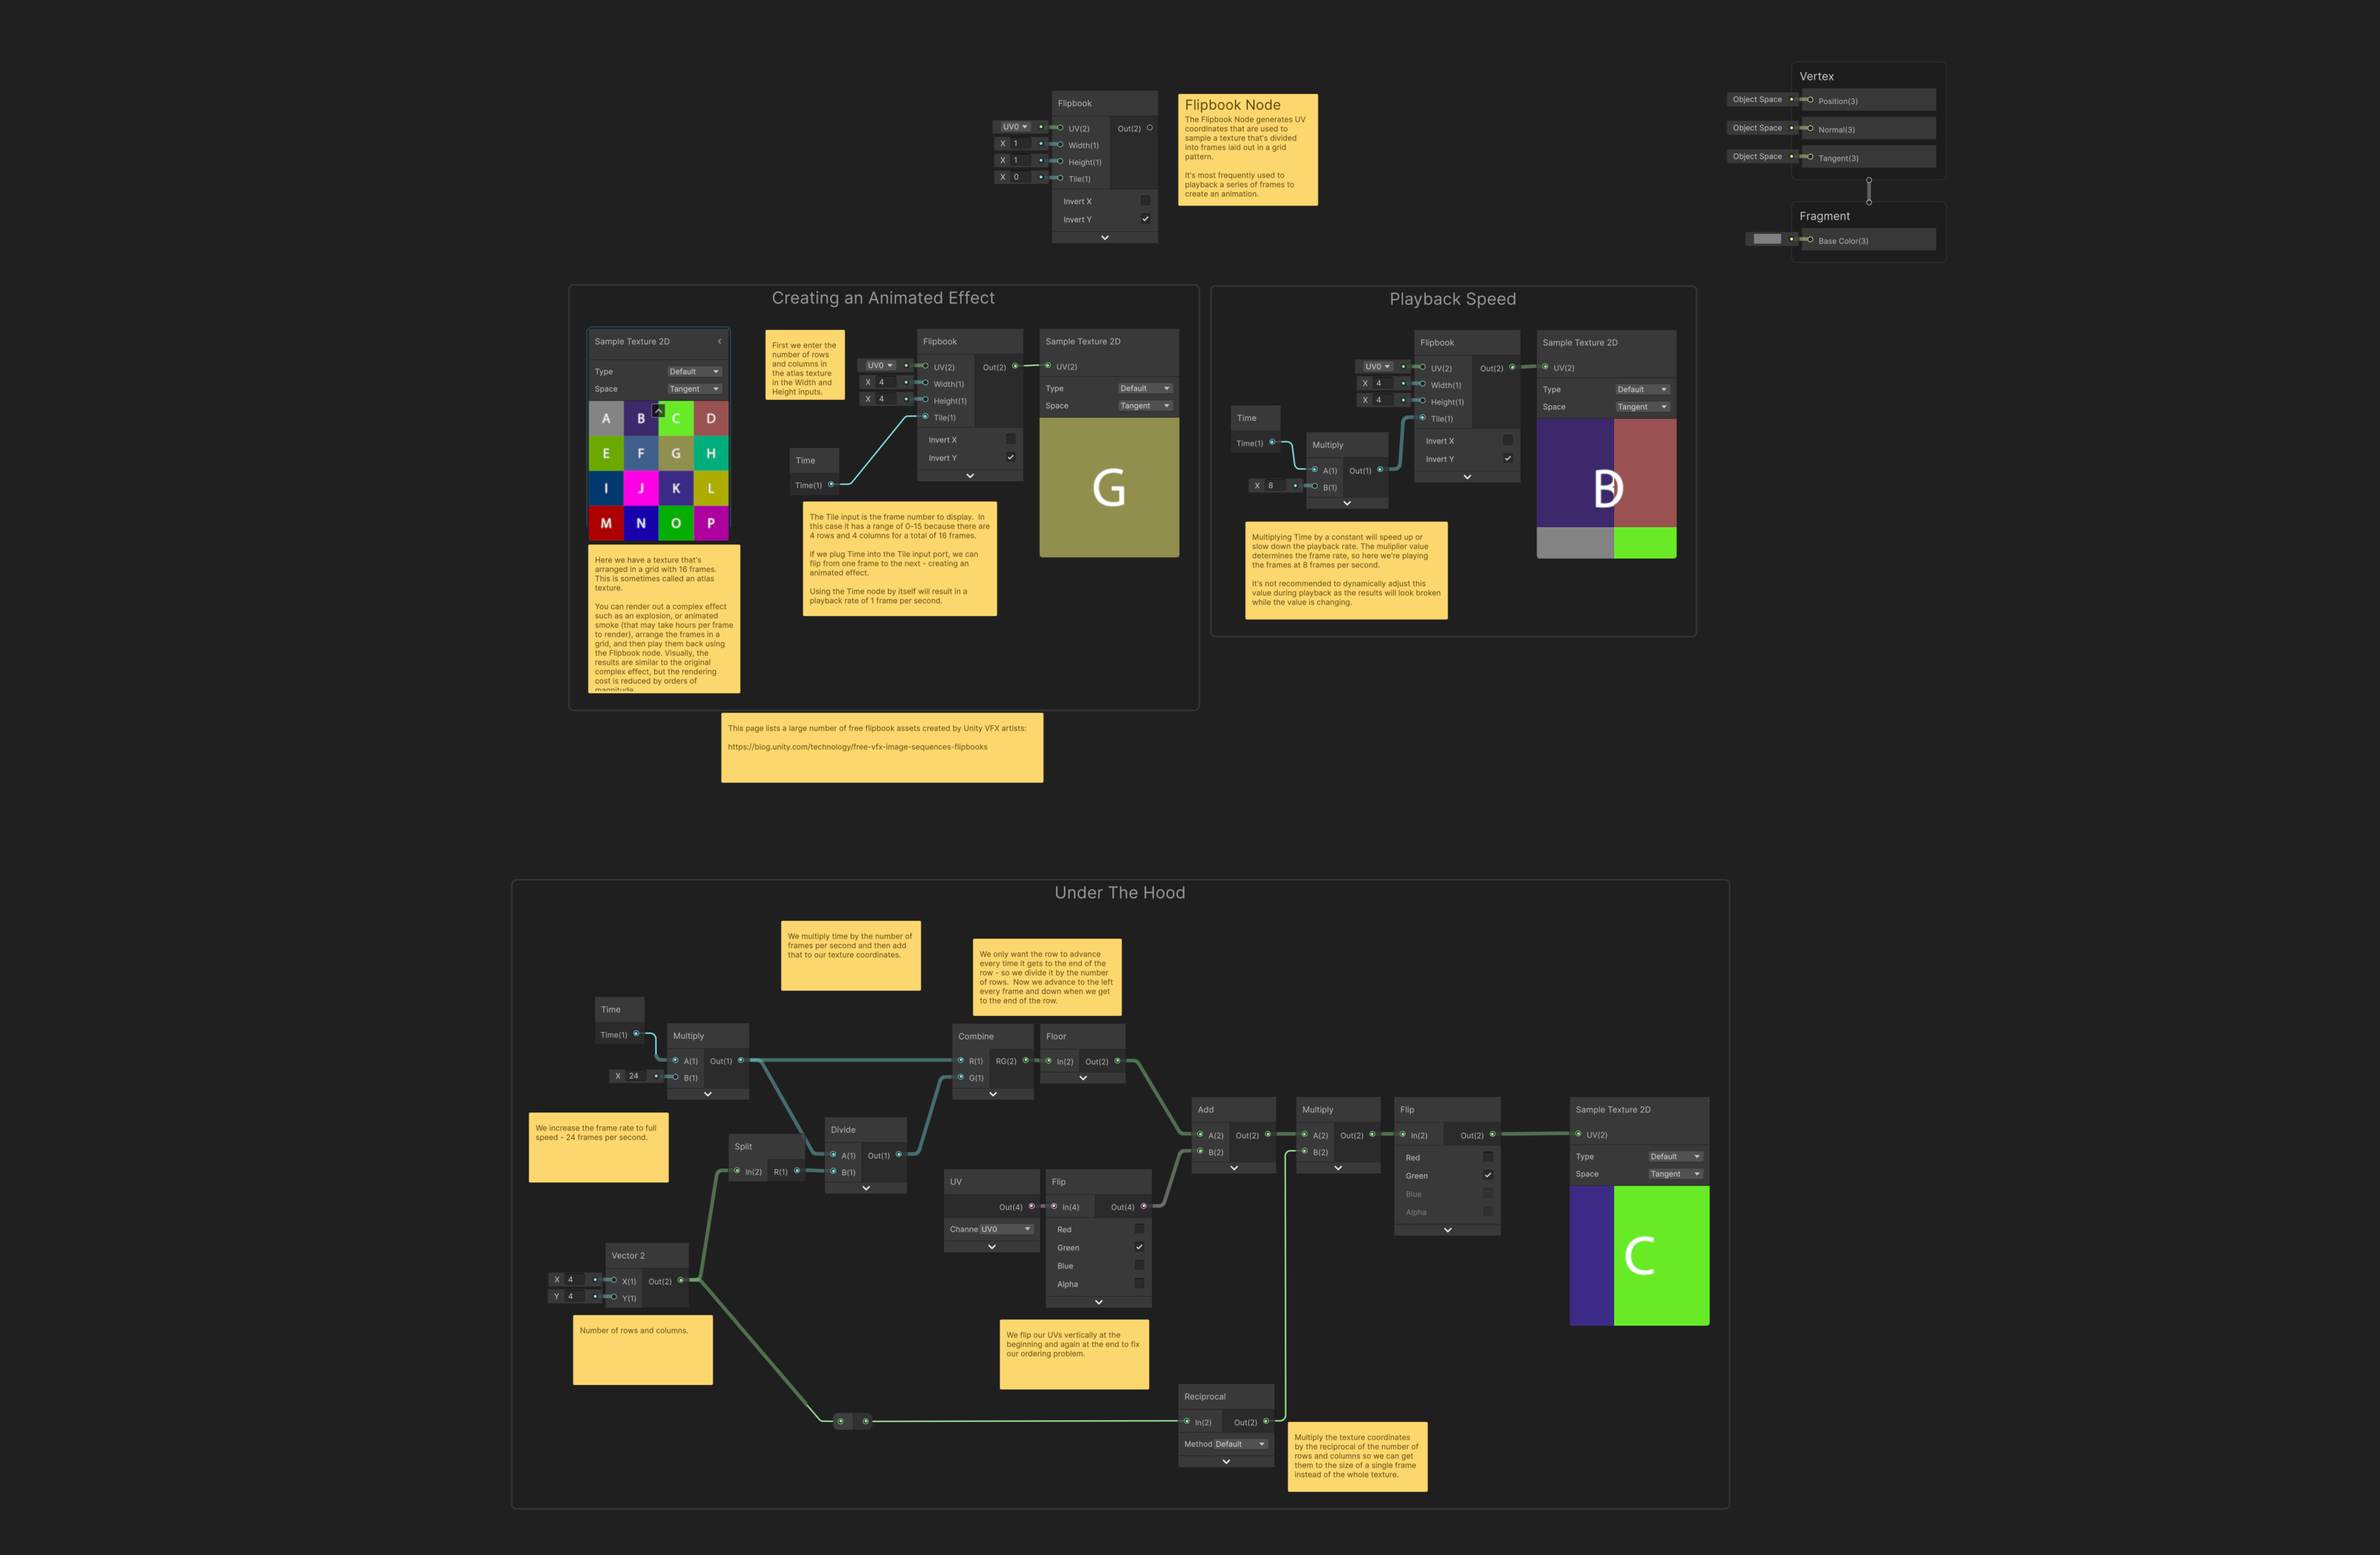 Flipbook
UV0
UV(2)
Out(2)
X 1
Width(1)
X 1
Height(1)
X 0
Tile(1)
Invert X
Invert Y
Flipbook Node
The Flipbook Node generates UV
coordinates that are used to
sample a texture that's divided
into frames laid out in a grid
pattern.
It's most frequently used to
playback a series of frames to
create an animation.
Vertex
Object Space
Position(3)
Object Space
Normal(3)
Object Space
Tangent(3)
Fragment
Base Color(3)
Creating an Animated Effect
Sample Texture 2D
Type Default
Space Tangent
A B C D
E F G H
I J K L
M N O P
Here we have a texture that's
arranged in a grid with 16 frames.
This is sometimes called an atlas
texture.
You can render out a complex effect
such as an explosion, or animated
smoke (that may take hours per frame
to render), arrange the frames in a
grid, and then play them back using
the Flipbook node. Visually, the
results are similar to the original
complex effect, but the rendering
cost is reduced by orders of
magnitude.
First we enter the
number of rows
and columns in
the atlas texture
in the Width and
Height inputs.
Time
Time(1)
Flipbook
UV0
UV(2)
Out(2)
X 4
Width(1)
X 4
Height(1)
Tile(1)
Invert X
Invert Y
The Tile input is the frame number to display. In
this case it has a range of 0-15 because there are
4 rows and 4 columns for a total of 16 frames.
If we plug Time into the Tile input port, we can
flip from one frame to the next - creating an
animated effect.
Using the Time node by itself will result in a
playback rate of 1 frame per second.
Sample Texture 2D
UV(2)
Type Default
Space Tangent
G
Playback Speed
Time
Time(1)
Multiply
A(1)
Out(1)
X 8
B(1)
Flipbook
UV0
UV(2)
Out(2)
X 4
Width(1)
X 4
Height(1)
Tile(1)
Invert X
Invert Y
Multiplying Time by a constant will speed up or
slow down the playback rate. The muliplier value
determines the frame rate, so here we're playing
the frames at 8 frames per second.
It's not recommended to dynamically adjust this
value during playback as the results will look broken
while the value is changing.
Sample Texture 2D
UV(2)
Type Default
Space Tangent
This page lists a large number of free flipbook assets created by Unity VFX artists:
https://blog.unity.com/technology/free-vfx-image-sequences-flipbooks
Under The Hood
We multiply time by the number of
frames per second and then add
that to our texture coordinates.
We only want the row to advance
every time it gets to the end of the
row - so we divide it by the number
of rows. Now we advance to the left
every frame and down when we get
to the end of the row.
Time
Time(1)
Multiply
A(1)
Out(1)
X 24
B(1)
We increase the frame rate to full
speed - 24 frames per second.
Split
In(2)
R(1)
Divide
A(1)
Out(1)
B(1)
Combine
R(1)
RG(2)
G(1)
Floor
In(2)
Out(2)
Vector 2
X 4
X(1)
Out(2)
Y 4
Y(1)
Number of rows and columns.
UV
Out(4)
Channe UV0
Flip
In(4)
Out(4)
Red
Green
Blue
Alpha
We flip our UVs vertically at the
beginning and again at the end to fix
our ordering problem.
Add
A(2)
Out(2)
B(2)
Multiply
A(2)
Out(2)
B(2)
Flip
In(2)
Out(2)
Red
Green
Blue
Alpha
Sample Texture 2D
UV(2)
Type Default
Space Tangent
C
Reciprocal
In(2)
Out(2)
Method Default
Multiply the texture coordinates
by the reciprocal of the number of
rows and columns so we can get
them to the size of a single frame
instead of the whole texture.